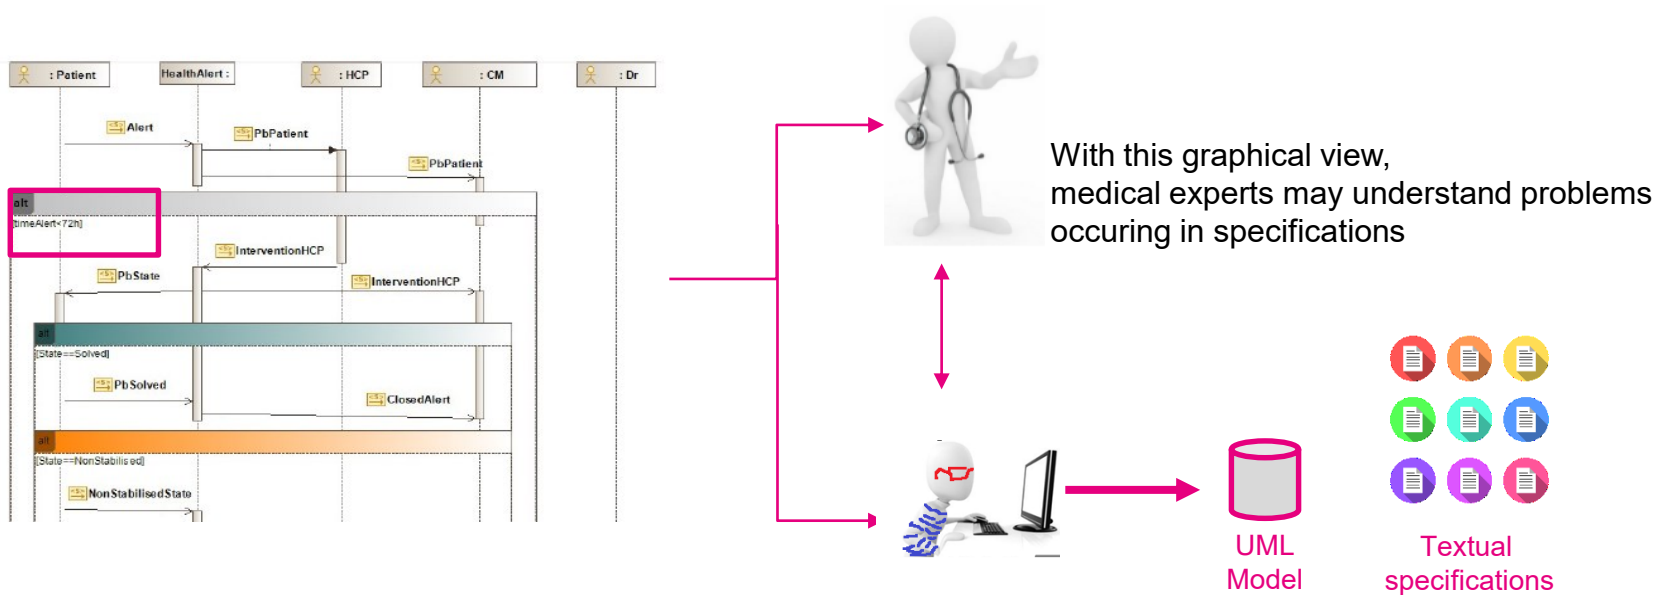 : Patient
HealthAlert :
: HCP
: CM
: Dr
Alert
PbPatient
PbPatient
alt
[timeAlert<72h]
InterventionHCP
PbState
InterventionHCP
alt
[State==Solved]
PbSolved
ClosedAlert
alt
[State==NonStabilised]
NonStabilisedState
With this graphical view,
medical experts may understand problems
occuring in specifications
UML
Model
Textual
specifications